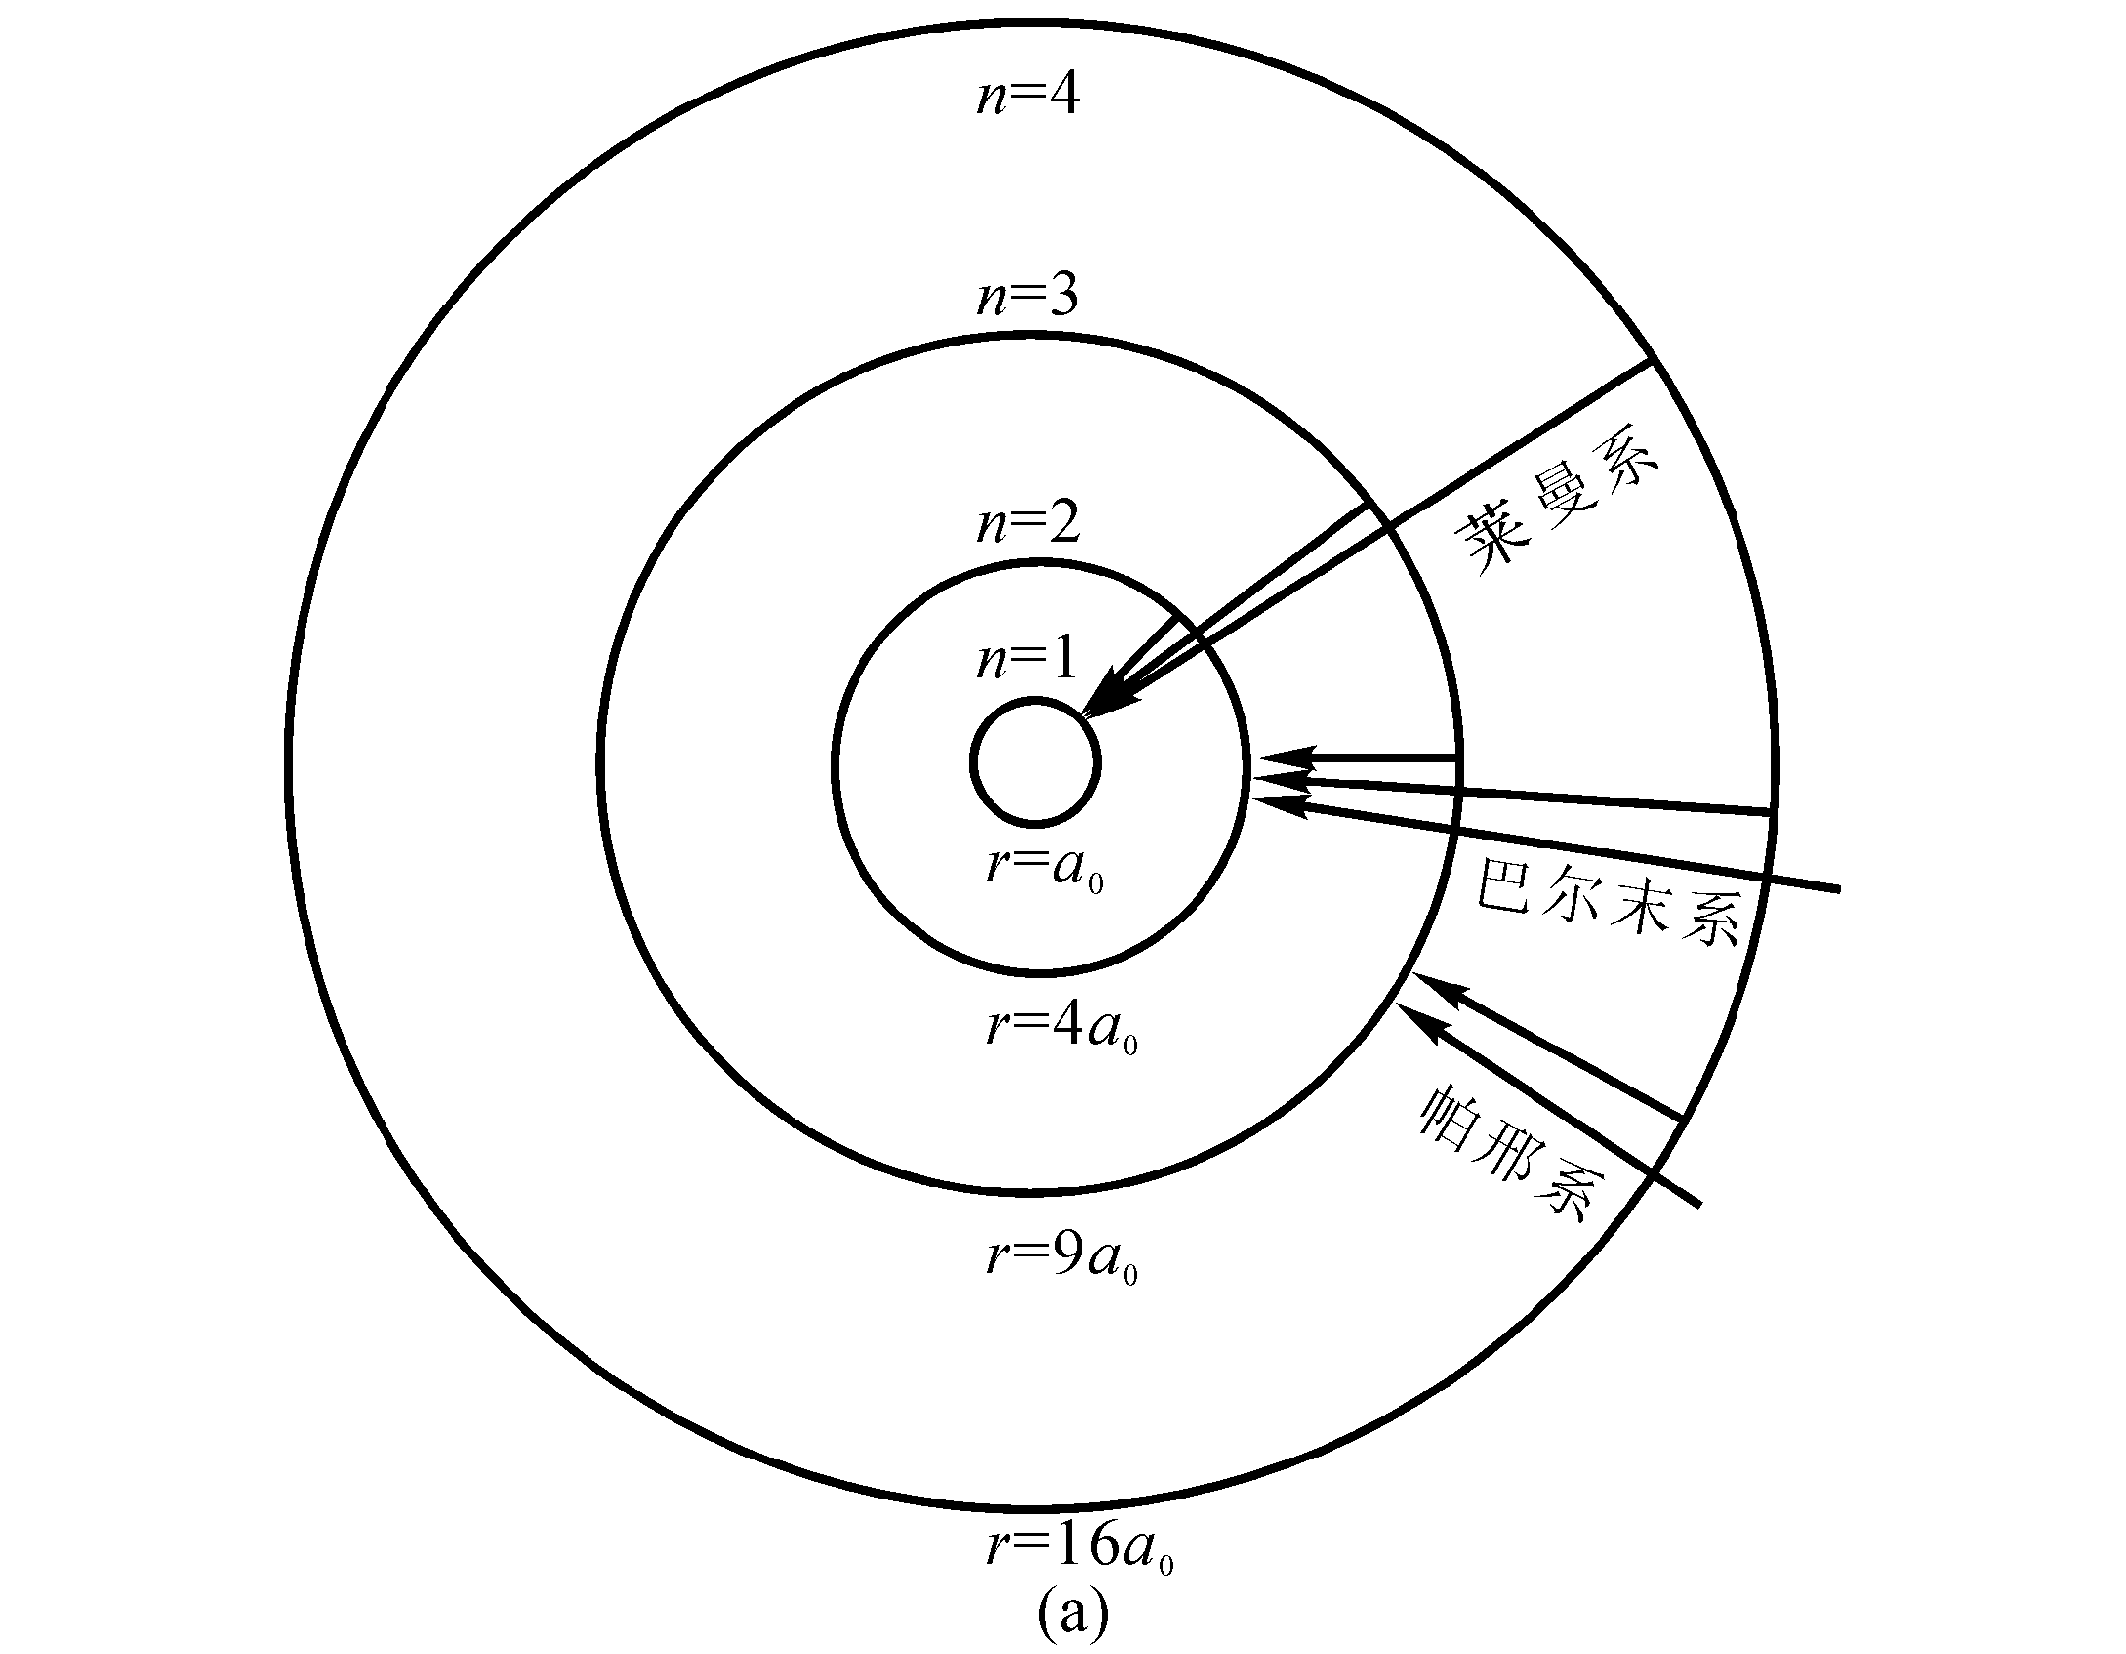 n=4
n=3
n=2
n=1
莱曼系
r=a₀
巴尔末系
r=4a₀
帕邢系
r=9a₀
r=16a₀
(a)